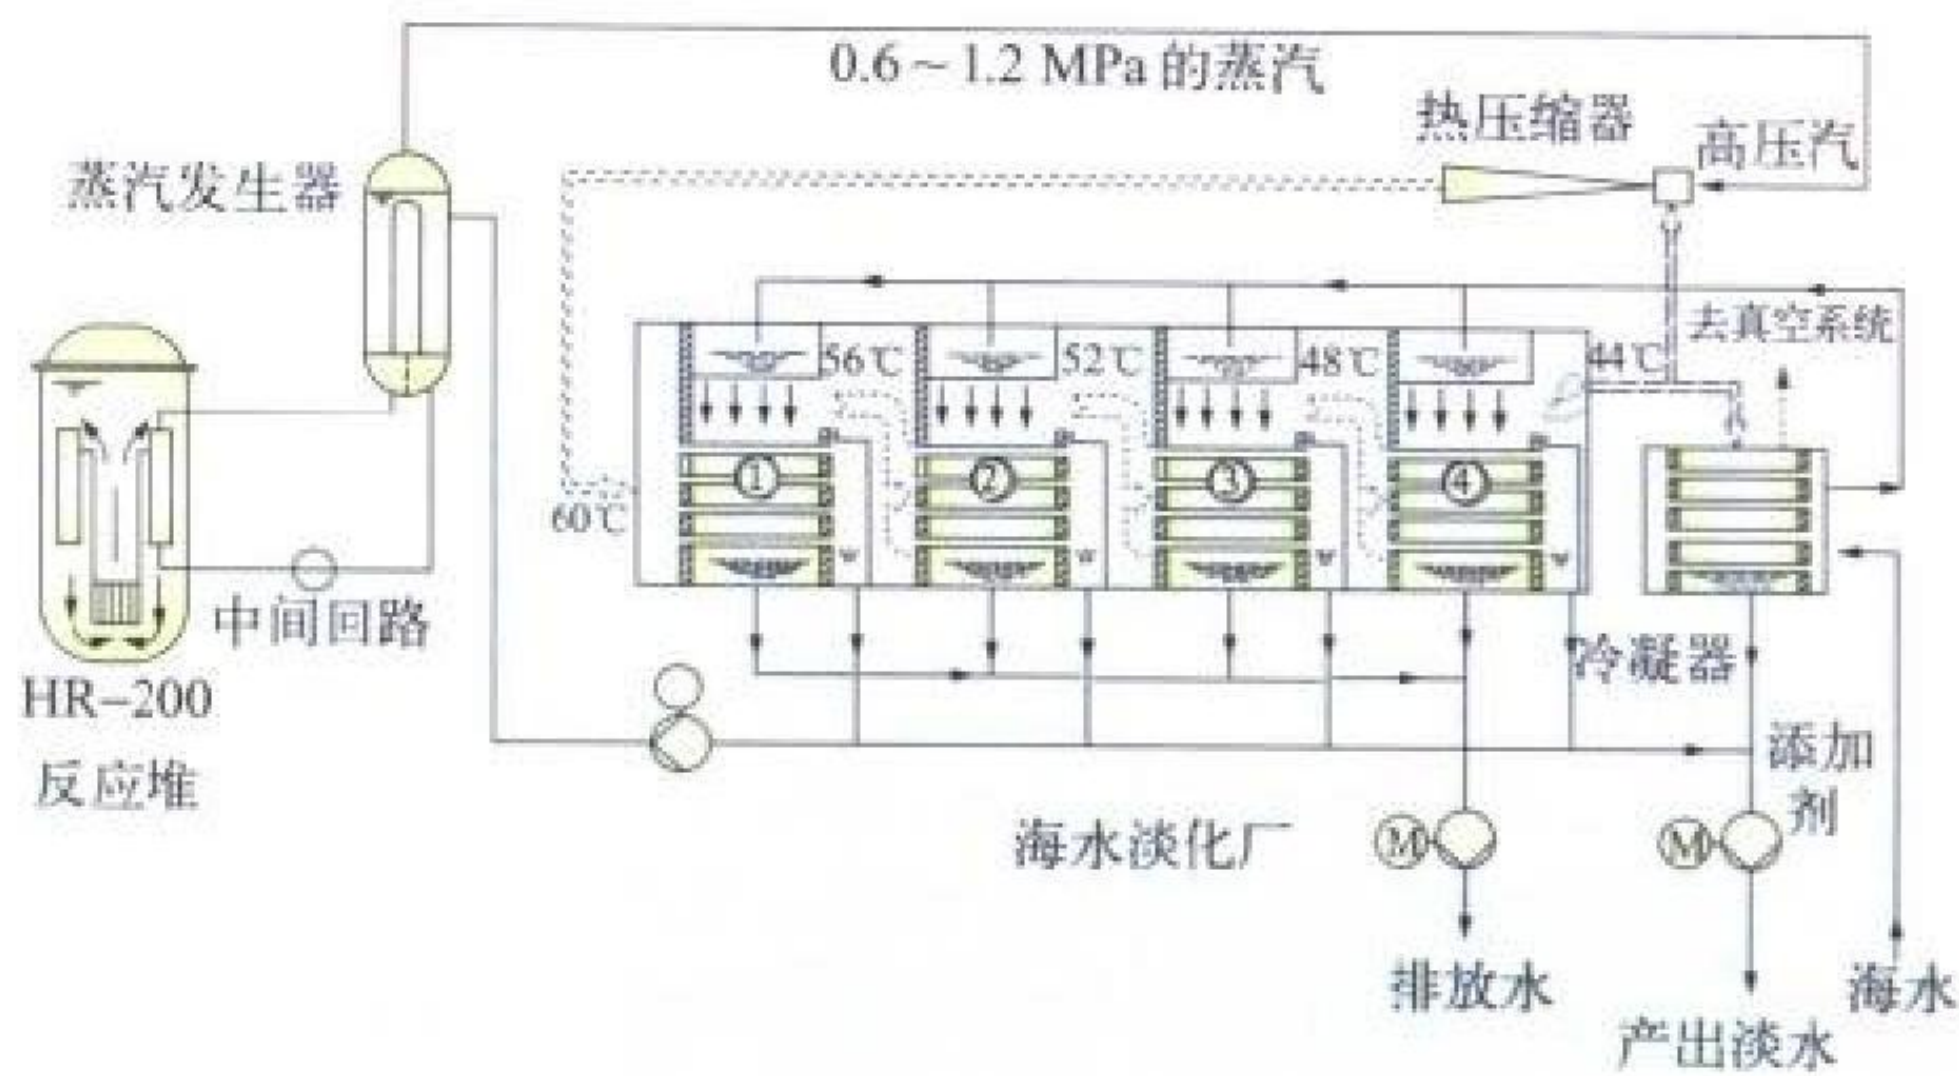 0.6～1.2 MPa 的蒸汽
热压缩器
高压汽
蒸汽发生器
去真空系统
56℃
52℃
48℃
44℃
①
②
③
④
60℃
中间回路
HR-200
反应堆
冷凝器
添加
剂
海水淡化厂
M
M
排放水
海水
产出淡水